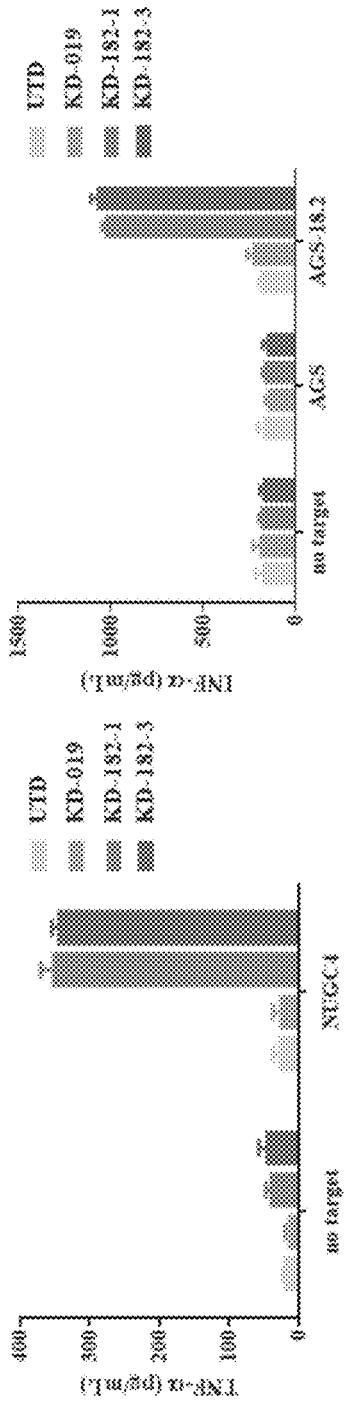 TNF-α (pg/mL)
400
300
200
100
0
no target
NUGC4
UTD
KD-019
KD-182-1
KD-182-3
TNF-α (pg/mL)
1500
1000
500
0
no target
AGS
AGS-18.2
UTD
KD-019
KD-182-1
KD-182-3